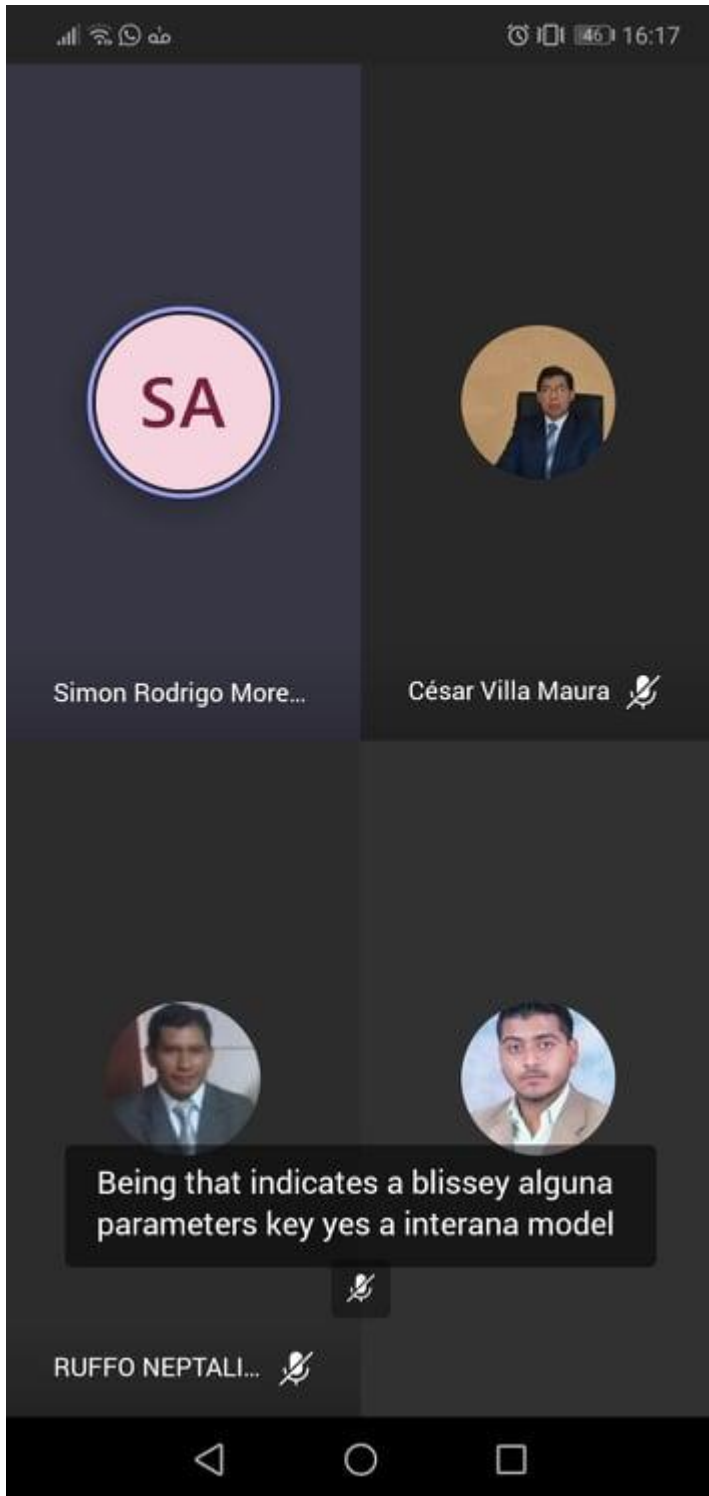 46 16:17
SA
Simon Rodrigo More...
César Villa Maura
Being that indicates a blissey alguna
parameters key yes a interana model
RUFFO NEPTALI...